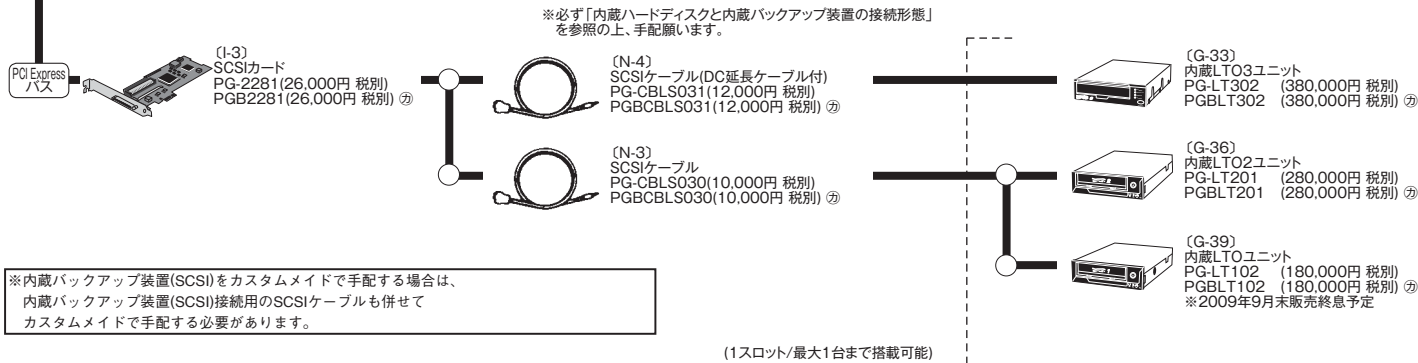 ※必ず「内蔵ハードディスクと内蔵バックアップ装置の接続形態」
を参照の上、手配願います。
PCI Express
バス
〔I-3〕
SCSIカード
PG-2281(26,000円 税別)
PGB2281(26,000円 税別) ㋕
〔N-4〕
SCSIケーブル(DC延長ケーブル付)
PG-CBLS031(12,000円 税別)
PGBCBLS031(12,000円 税別) ㋕
〔G-33〕
内蔵LTO3ユニット
PG-LT302 (380,000円 税別)
PGBLT302 (380,000円 税別) ㋕
〔N-3〕
SCSIケーブル
PG-CBLS030(10,000円 税別)
PGBCBLS030(10,000円 税別) ㋕
〔G-36〕
内蔵LTO2ユニット
PG-LT201 (280,000円 税別)
PGBLT201 (280,000円 税別) ㋕
〔G-39〕
内蔵LTOユニット
PG-LT102 (180,000円 税別)
PGBLT102 (180,000円 税別) ㋕
※2009年9月末販売終息予定
※内蔵バックアップ装置(SCSI)をカスタムメイドで手配する場合は、
内蔵バックアップ装置(SCSI)接続用のSCSIケーブルも併せて
カスタムメイドで手配する必要があります。
(1スロット/最大1台まで搭載可能)